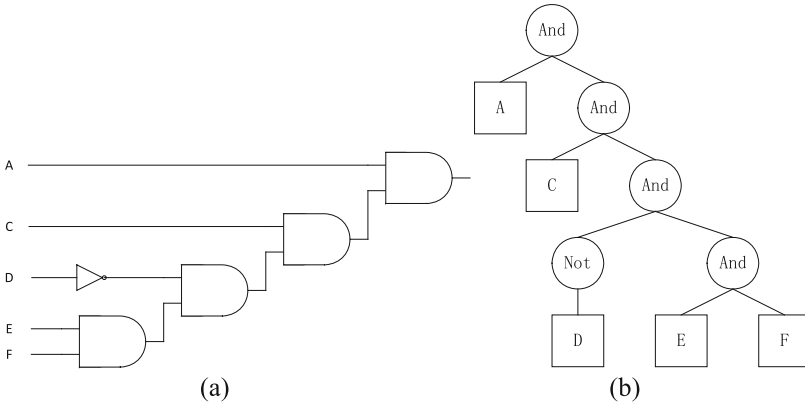 And
A And
A
C And
C
D Not And
E
F D E F
(a) (b)